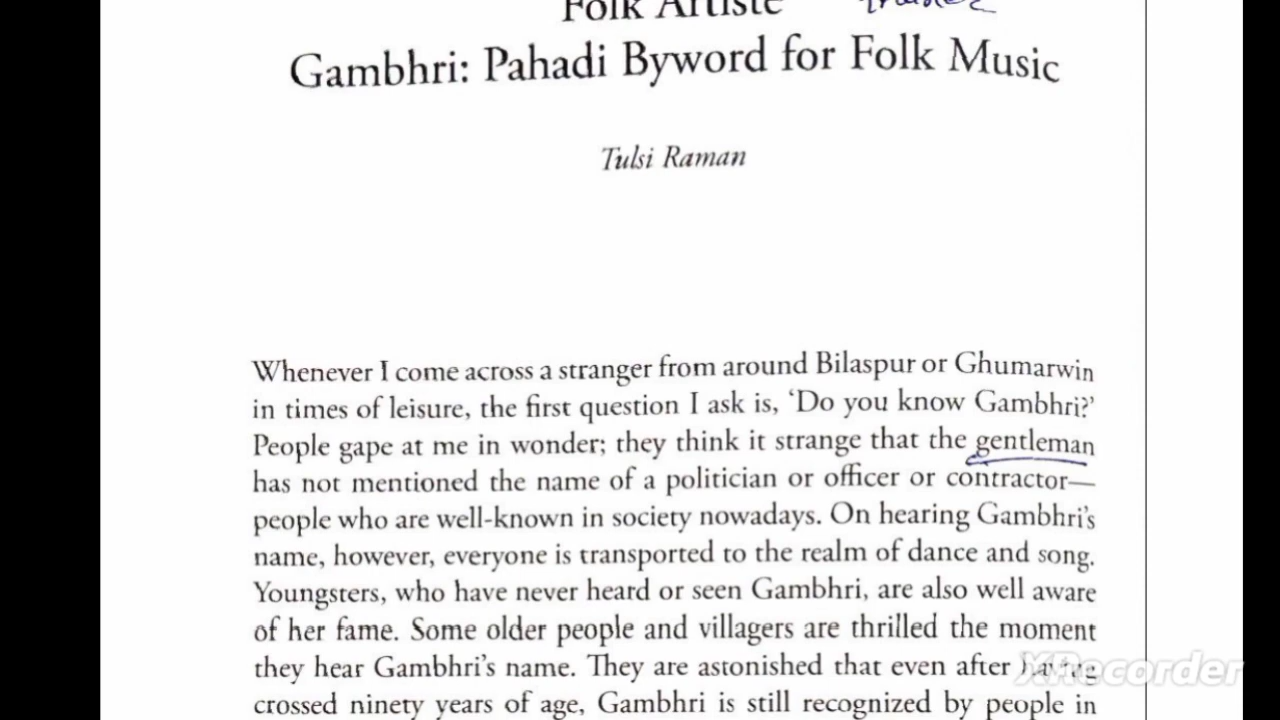 Folk Artiste
Gambhri: Pahadi Byword for Folk Music
Tulsi Raman
Whenever I come across a stranger from around Bilaspur or Ghumarwin
in times of leisure, the first question I ask is, ‘Do you know Gambhri?’
People gape at me in wonder; they think it strange that the gentleman
has not mentioned the name of a politician or officer or contractor—
people who are well-known in society nowadays. On hearing Gambhri's
name, however, everyone is transported to the realm of dance and song.
Youngsters, who have never heard or seen Gambhri, are also well aware
of her fame. Some older people and villagers are thrilled the moment
they hear Gambhri's name. They are astonished that even after having
crossed ninety years of age, Gambhri is still recognized by people in
XRecorder